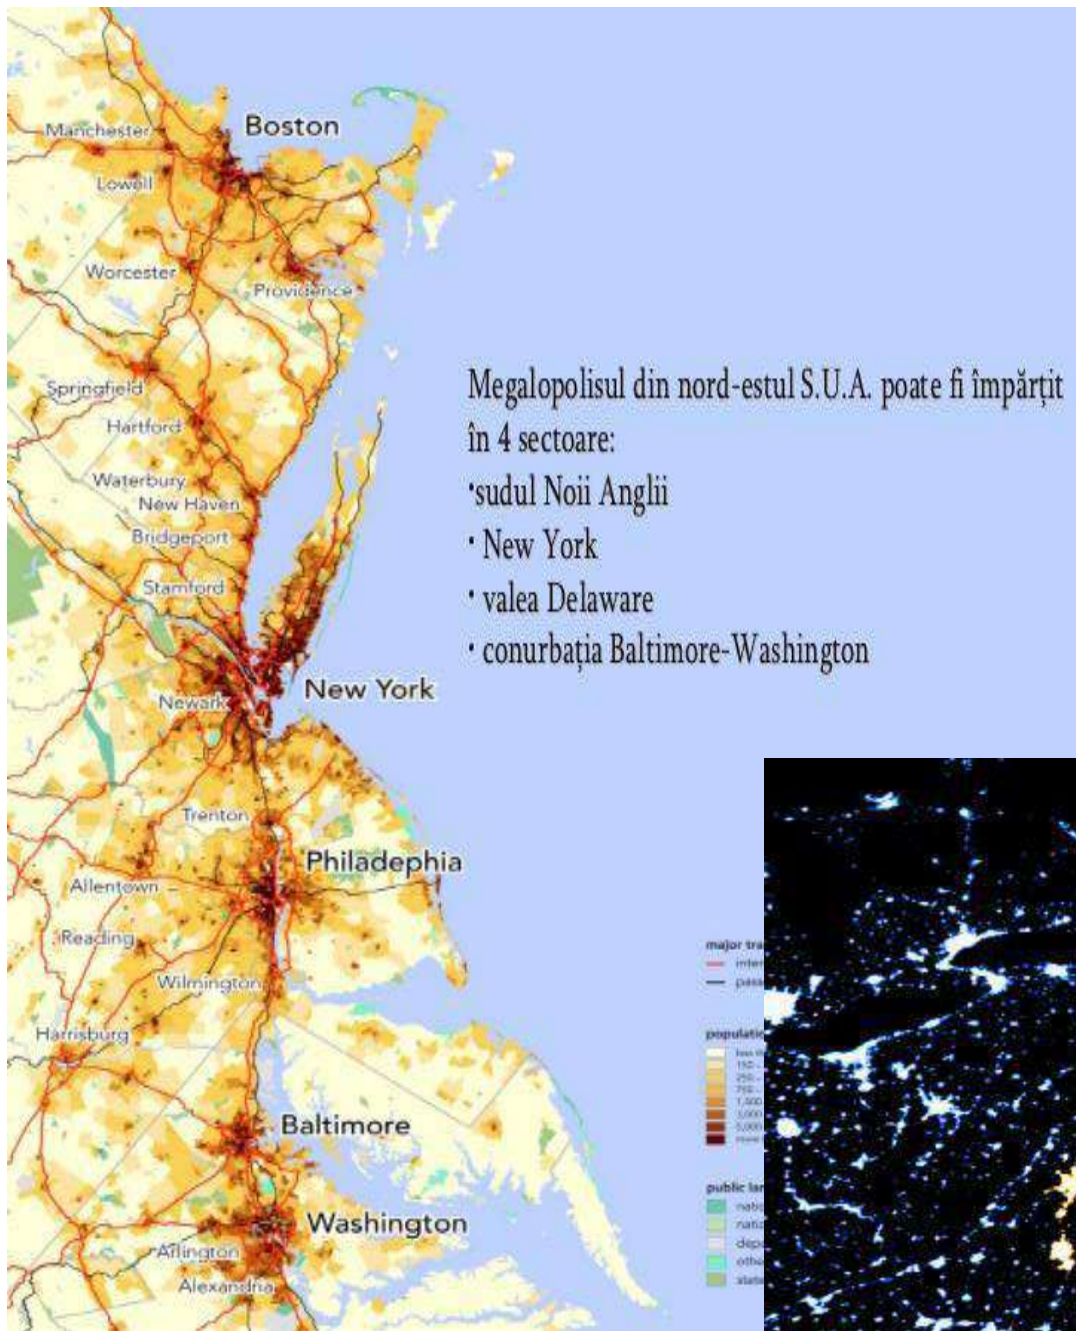 Boston
Manchester
Lowell
Worcester
Providence
Springfield
Hartford
Waterbury
New Haven
Bridgeport
Stamford
New York
Newark
Trenton
Philadephia
Allentown
Reading
Wilmington
Harrisburg
Baltimore
Washington
Arlington
Alexandria
Megalopolisul din nord-estul S.U.A. poate fi împărțit
în 4 sectoare:
•sudul Noii Anglii
• New York
• valea Delaware
• conurbația Baltimore-Washington
major
public